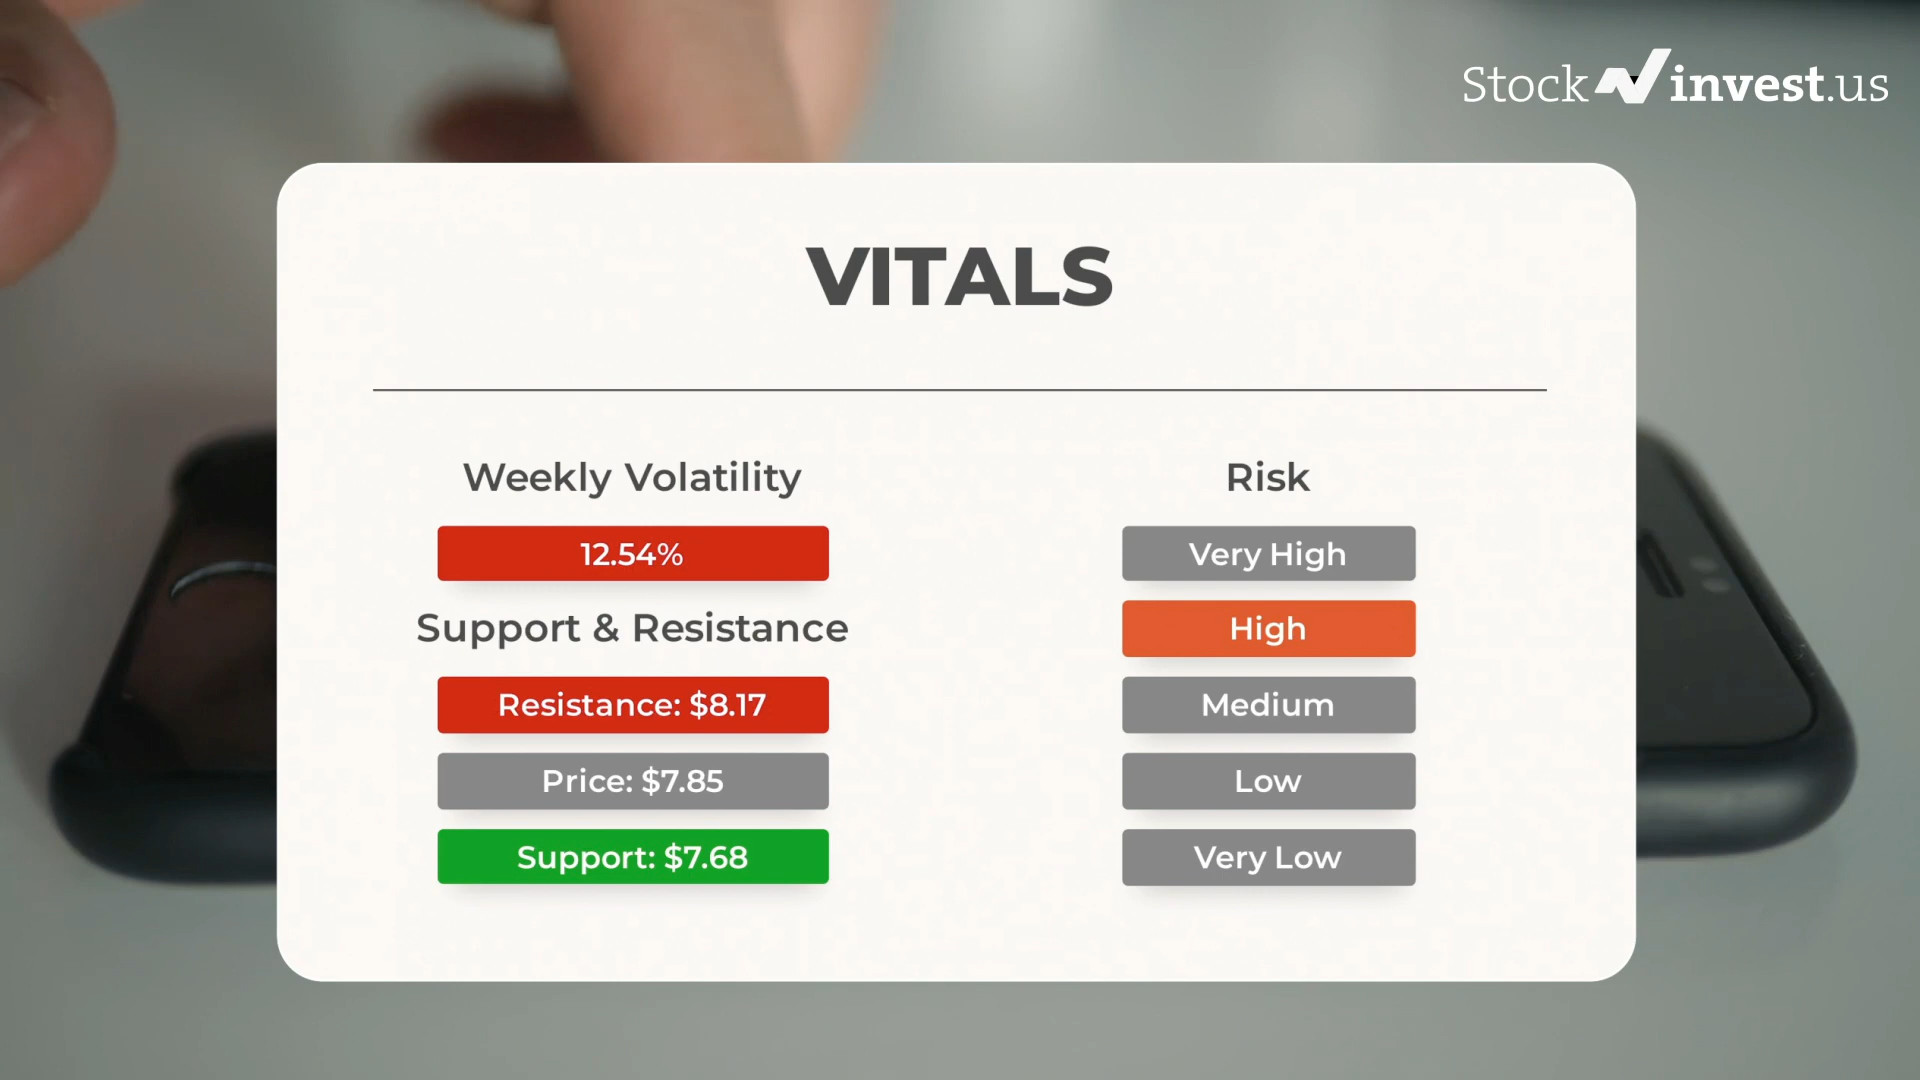 Stock invest.us
VITALS
Weekly Volatility
12.54%
Support & Resistance
Resistance: $8.17
Price: $7.85
Support: $7.68
Risk
Very High
High
Medium
Low
Very Low